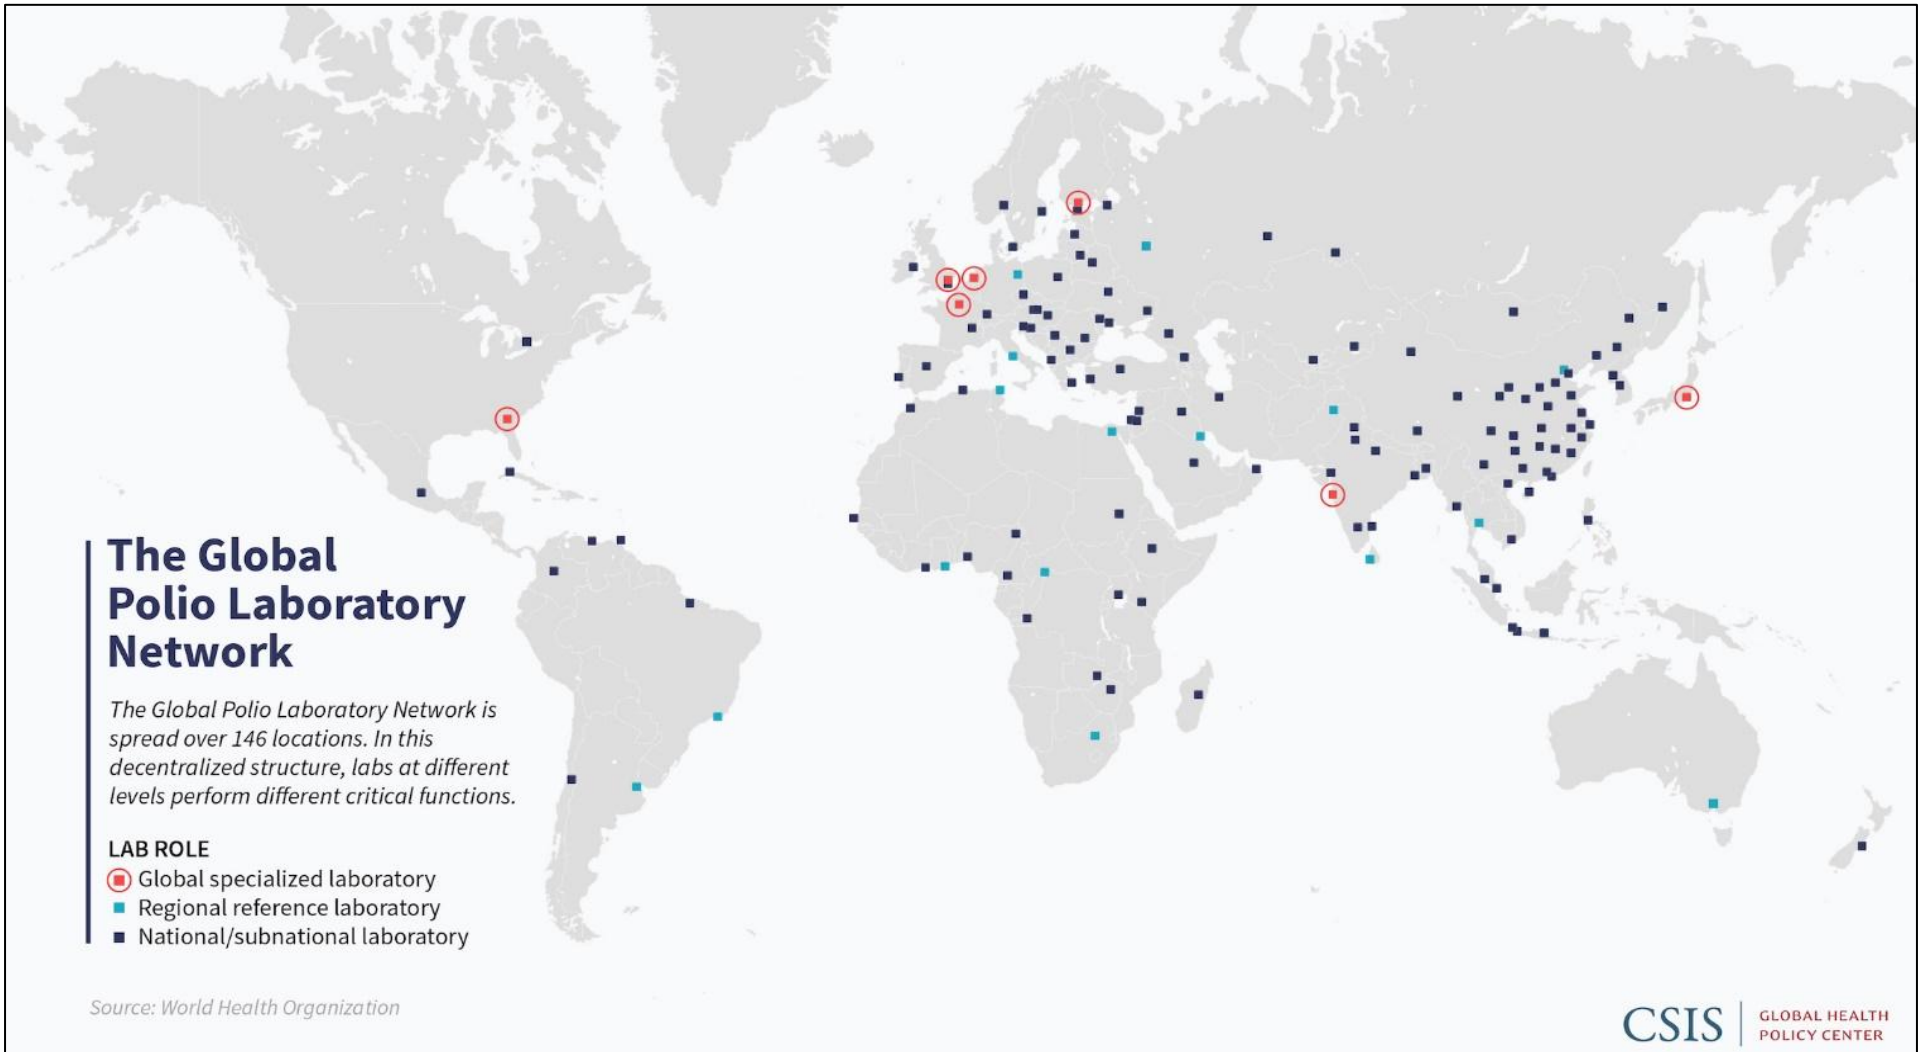 The Global
Polio Laboratory
Network
The Global Polio Laboratory Network is
spread over 146 locations. In this
decentralized structure, labs at different
levels perform different critical functions.
LAB ROLE
Global specialized laboratory
Regional reference laboratory
National/subnational laboratory
Source: World Health Organization
CSIS
GLOBAL HEALTH
POLICY CENTER